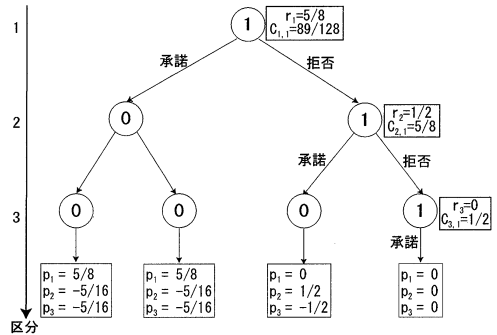 1
1
r₁=5/8
C₁,₁=89/128
承諾
拒否
2
0
1
r₂=1/2
C₂,₁=5/8
承諾
拒否
3
0
0
0
1
r₃=0
C₃,₁=1/2
承諾
p₁ = 5/8
p₂ = -5/16
p₃ = -5/16
p₁ = 5/8
p₂ = -5/16
p₃ = -5/16
p₁ = 0
p₂ = 1/2
p₃ = -1/2
p₁ = 0
p₂ = 0
p₃ = 0
区分